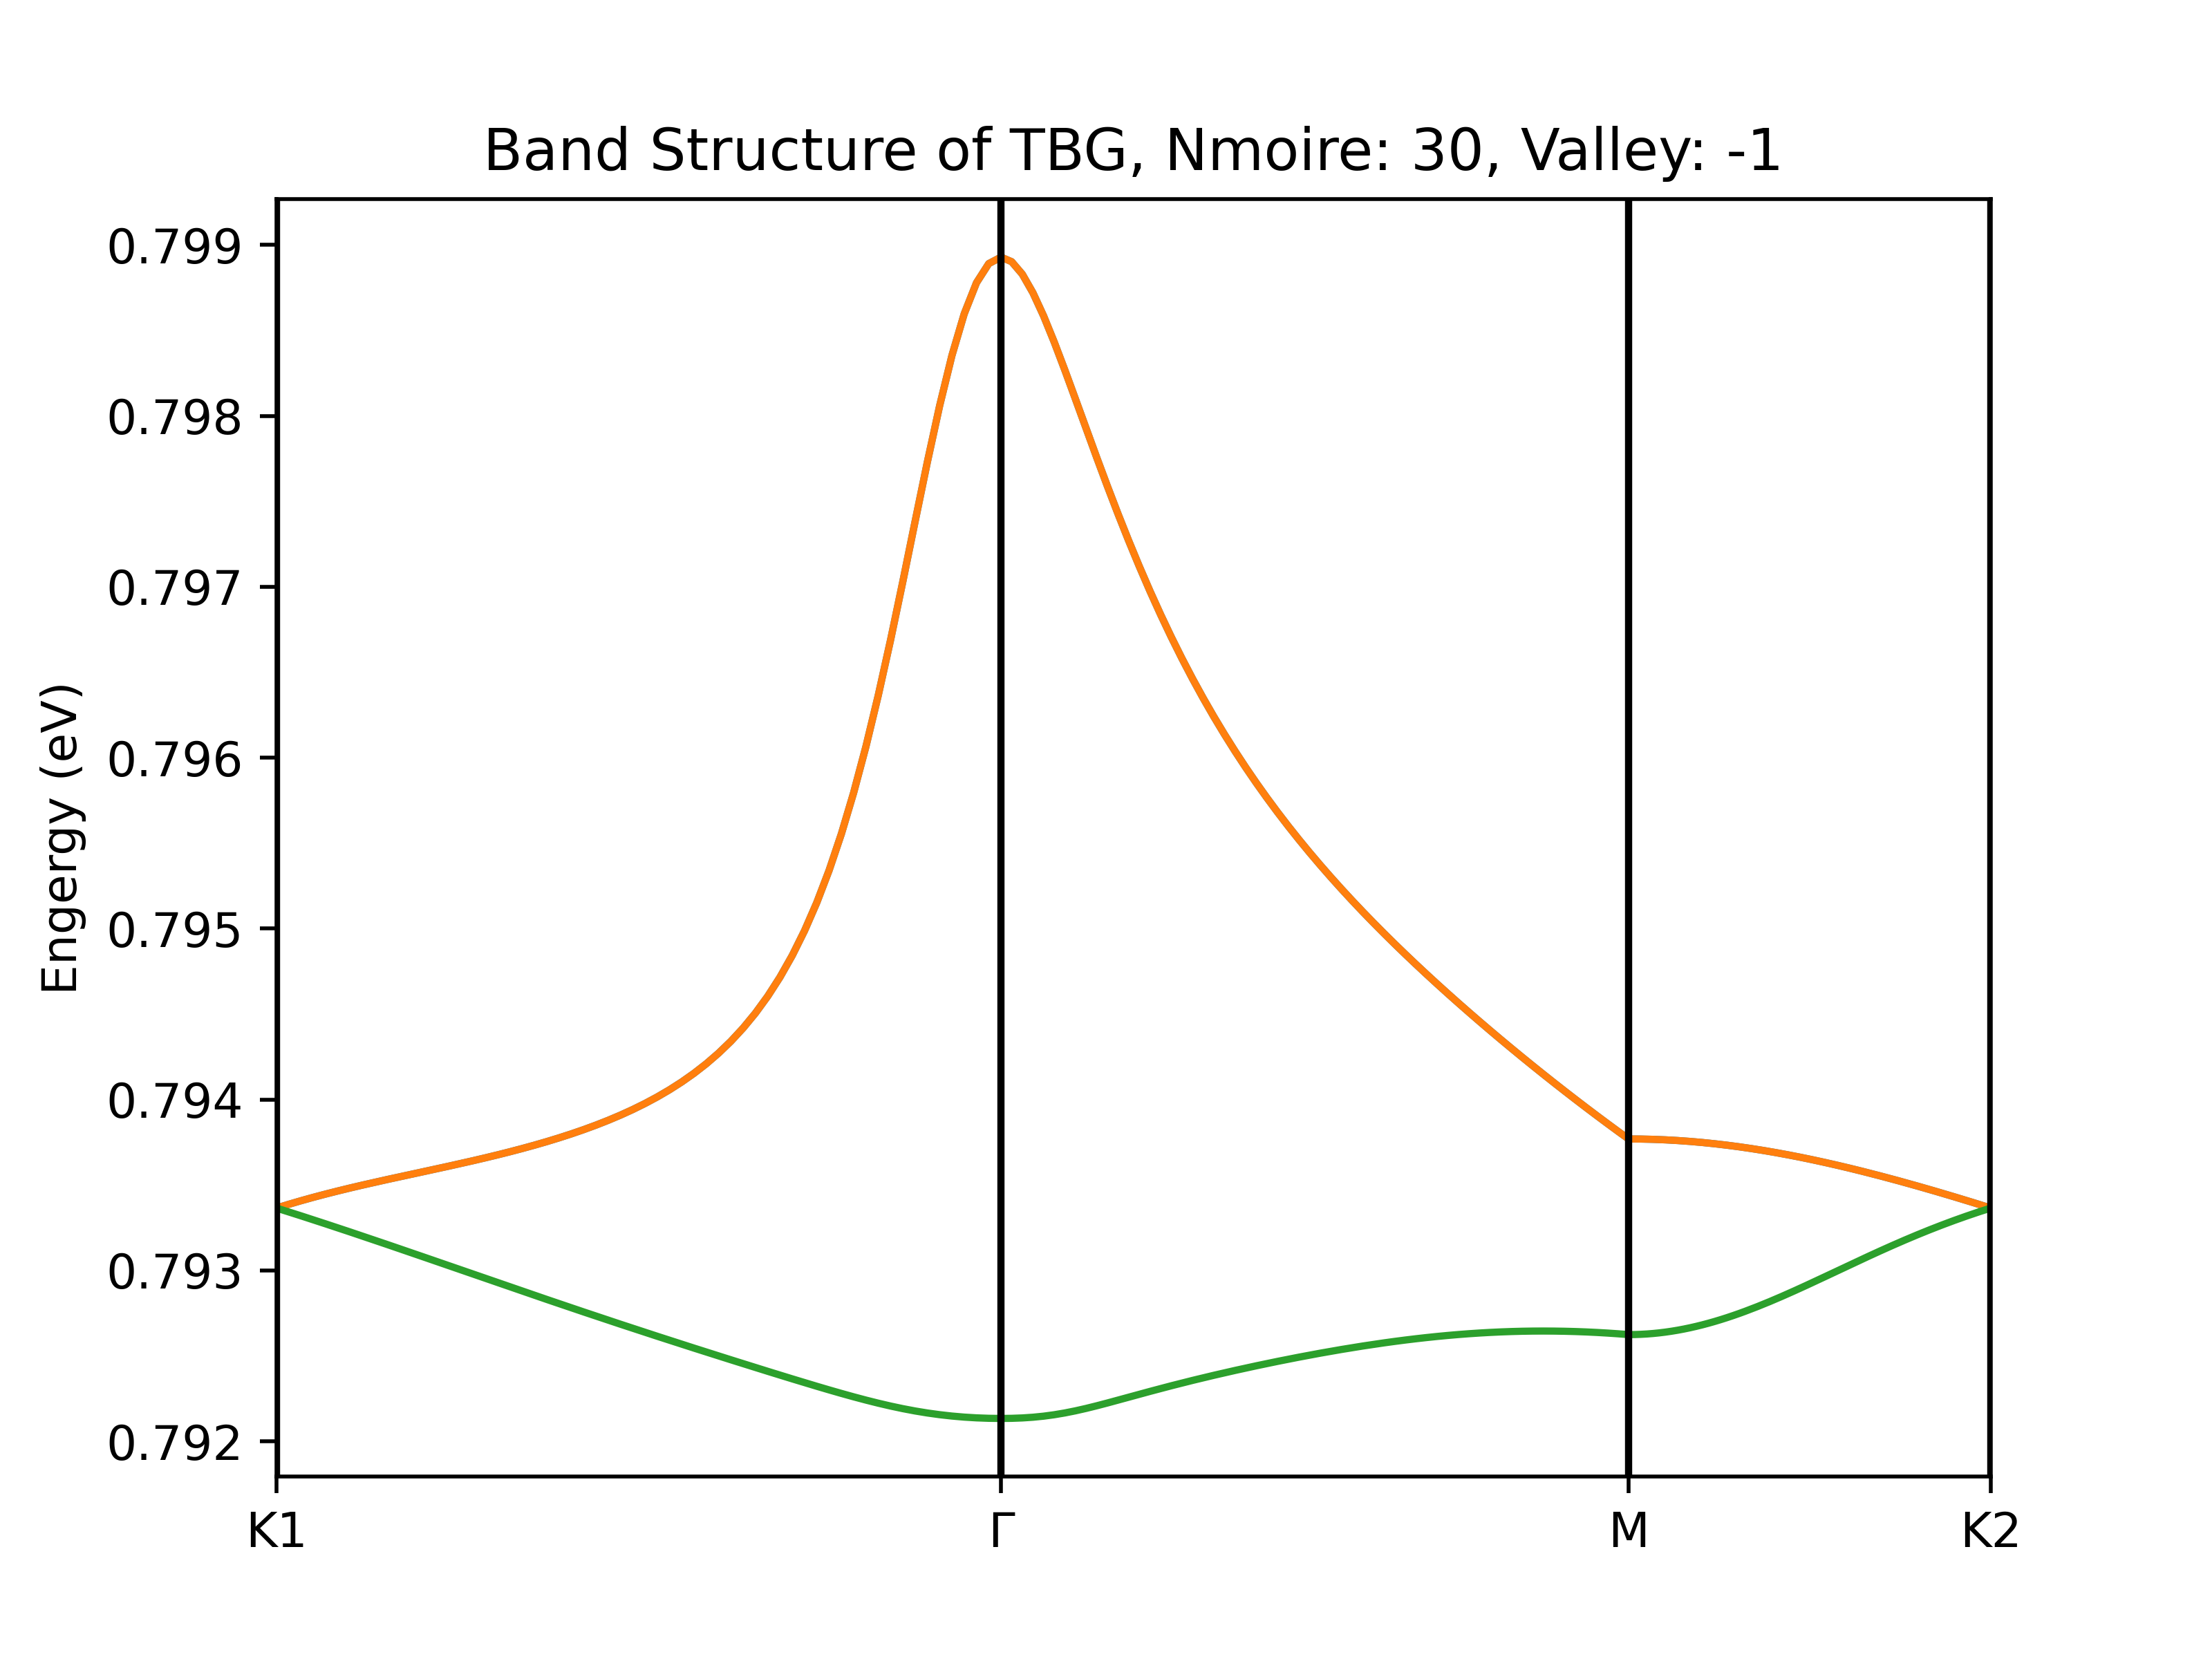 Band Structure of TBG, Nmoire: 30, Valley: -1
0.799
0.798
0.797
0.796
0.795
0.794
0.793
0.792
Engergy (eV)
K1 Γ M K2